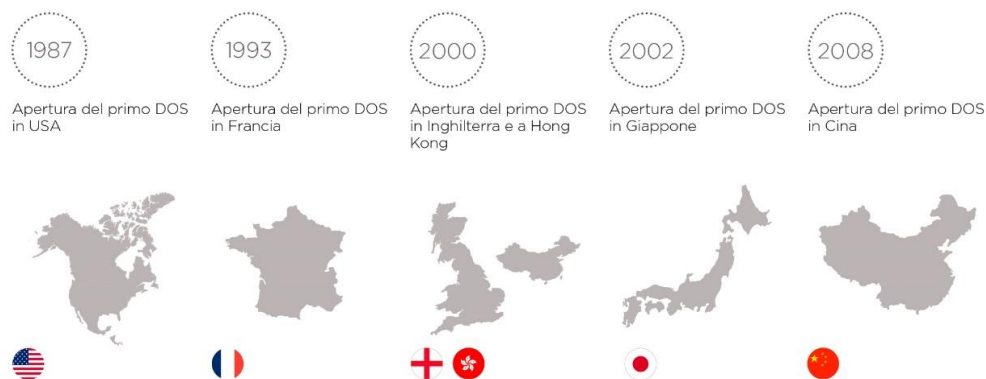 1987
Apertura del primo DOS
in USA
1993
Apertura del primo DOS
in Francia
2000
Apertura del primo DOS
in Inghilterra e a Hong
Kong
2002
Apertura del primo DOS
in Giappone
2008
Apertura del primo DOS
in Cina